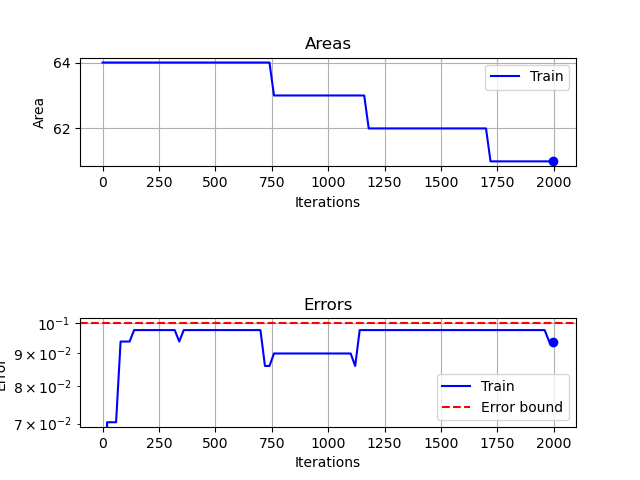 Areas
64
62
Area
Train
0 250 500 750 1000 1250 1500 1750 2000
Iterations
Errors
10⁻¹
9 × 10⁻²
8 × 10⁻²
7 × 10⁻²
Error
Train
Error bound
0 250 500 750 1000 1250 1500 1750 2000
Iterations